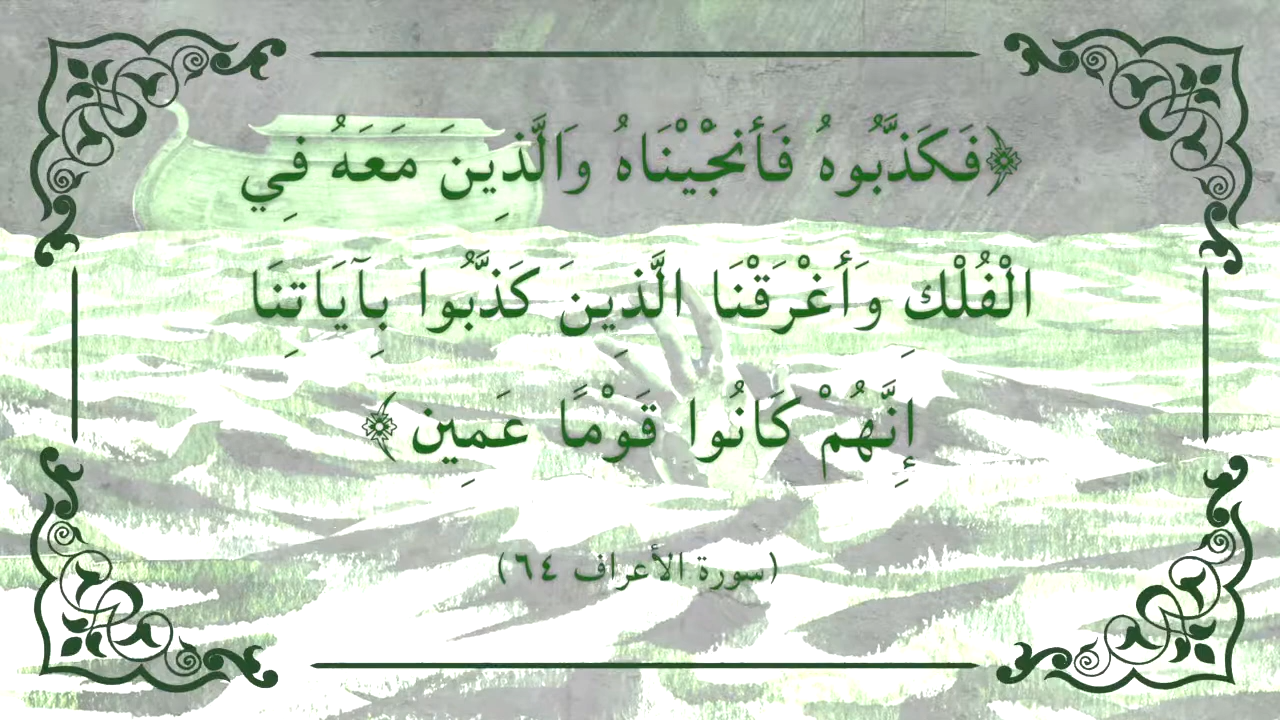 ﴿فَكَذَّبُوهُ فَأَنجَيْنَاهُ وَالَّذِينَ مَعَهُ فِي
الْفُلْكِ وَأَغْرَقْنَا الَّذِينَ كَذَّبُوا بِآيَاتِنَا
إِنَّهُمْ كَانُوا قَوْمًا عَمِينَ﴾
(سورة الأعراف ٦٤)